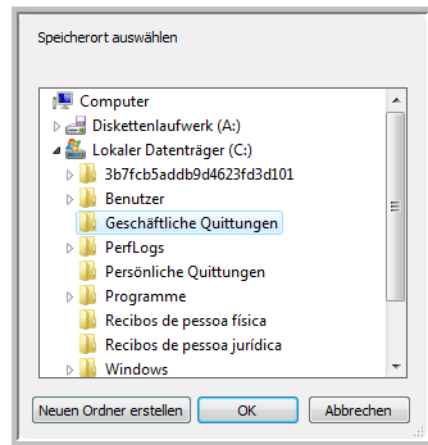 Speicherort auswählen
Computer
Diskettenlaufwerk (A:)
Lokaler Datenträger (C:)
3b7fcb5addb9d4623fd3d101
Benutzer
Geschäftliche Quittungen
PerfLogs
Persönliche Quittungen
Programme
Recibos de pessoa física
Recibos de pessoa jurídica
Windows
Neuen Ordner erstellen OK Abbrechen